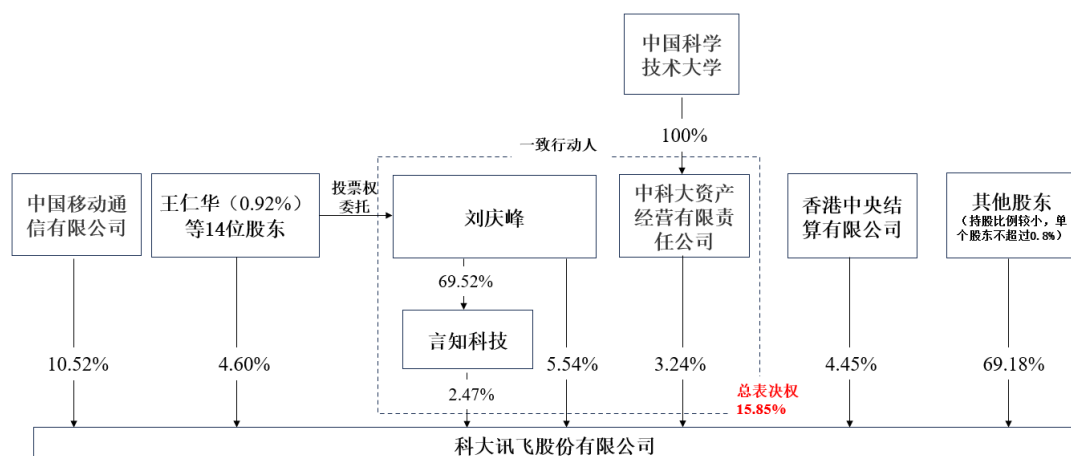 中国科学
技术大学
100%
一致行动人
中国移动通
信有限公司
王仁华（0.92%）
等14位股东
投票权
委托
刘庆峰
中科大资产
经营有限责
任公司
香港中央结
算有限公司
其他股东
（持股比例较小，单
个股东不超过0.8%）
69.52%
言知科技
10.52%
4.60%
2.47%
5.54%
3.24%
总表决权
15.85%
4.45%
69.18%
科大讯飞股份有限公司